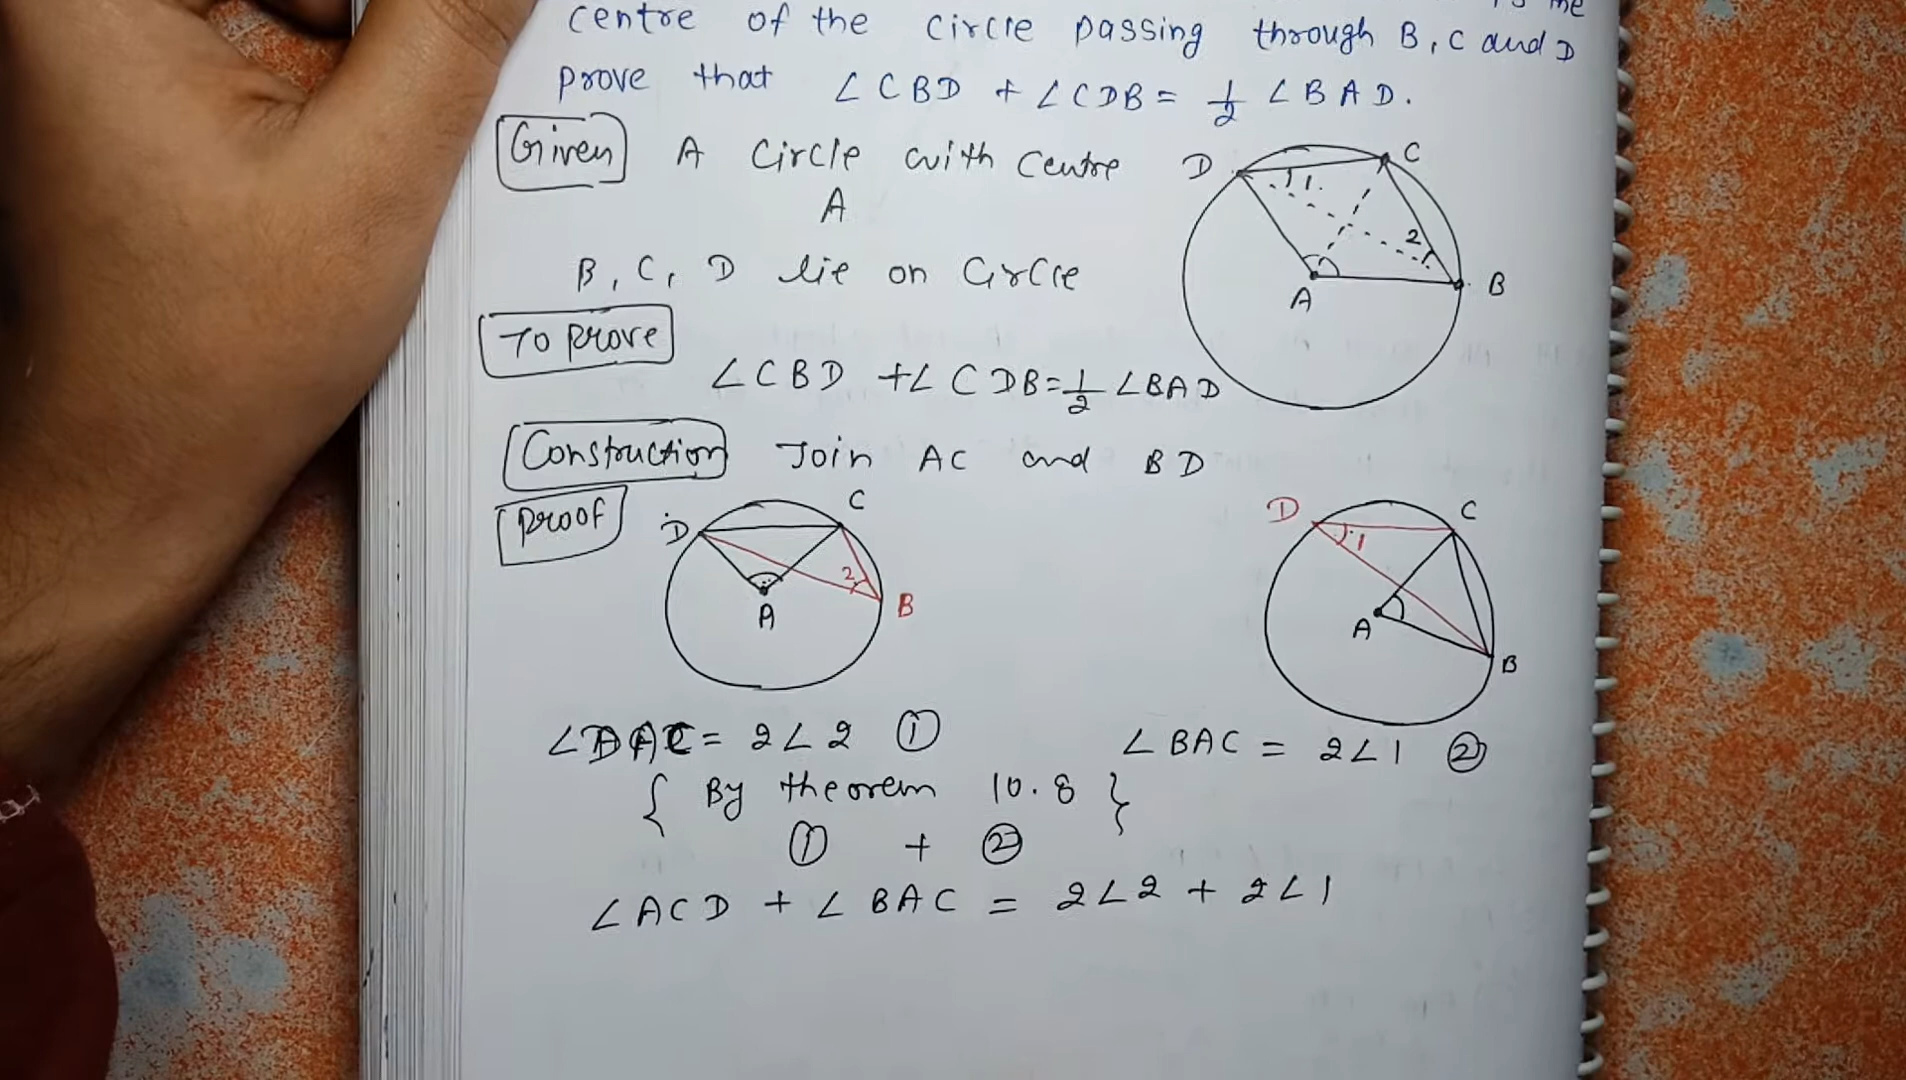 the
centre of the circle passing through B, C and D
prove that ∠CBD + ∠CDB = 1/2 ∠BAD.
Given A Circle with Centre
A
B, C, D lie on Circle
D C
1.
2
A B
To prove
∠CBD + ∠CDB = 1/2 ∠BAD
Construction Join AC and BD
Proof
D C
2
A B
D C
1
A B
∠DAC = 2∠2 ①
∠BAC = 2∠1 ②
{ By theorem 10.8 }
① + ②
∠ACD + ∠BAC = 2∠2 + 2∠1